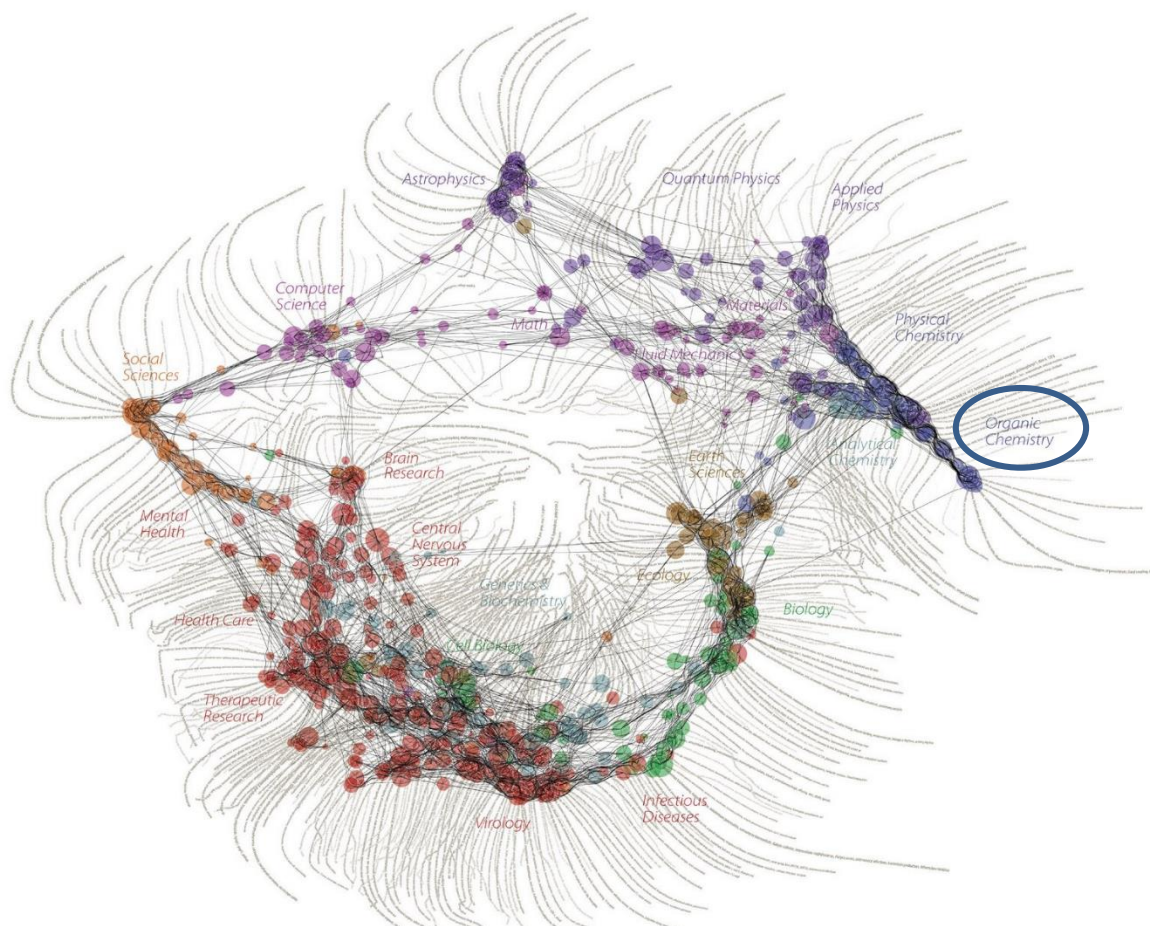 Astrophysics
Quantum Physics
Applied
Physics
Computer
Science
Materials
Math
Physical
Chemistry
Fluid Mechanics
Social
Sciences
Organic
Chemistry
Analytical
Chemistry
Brain
Research
Earth
Sciences
Mental
Health
Central
Nervous
System
Ecology
Genetics &
Biochemistry
Biology
Health Care
Cell Biology
Therapeutic
Research
Infectious
Diseases
Virology